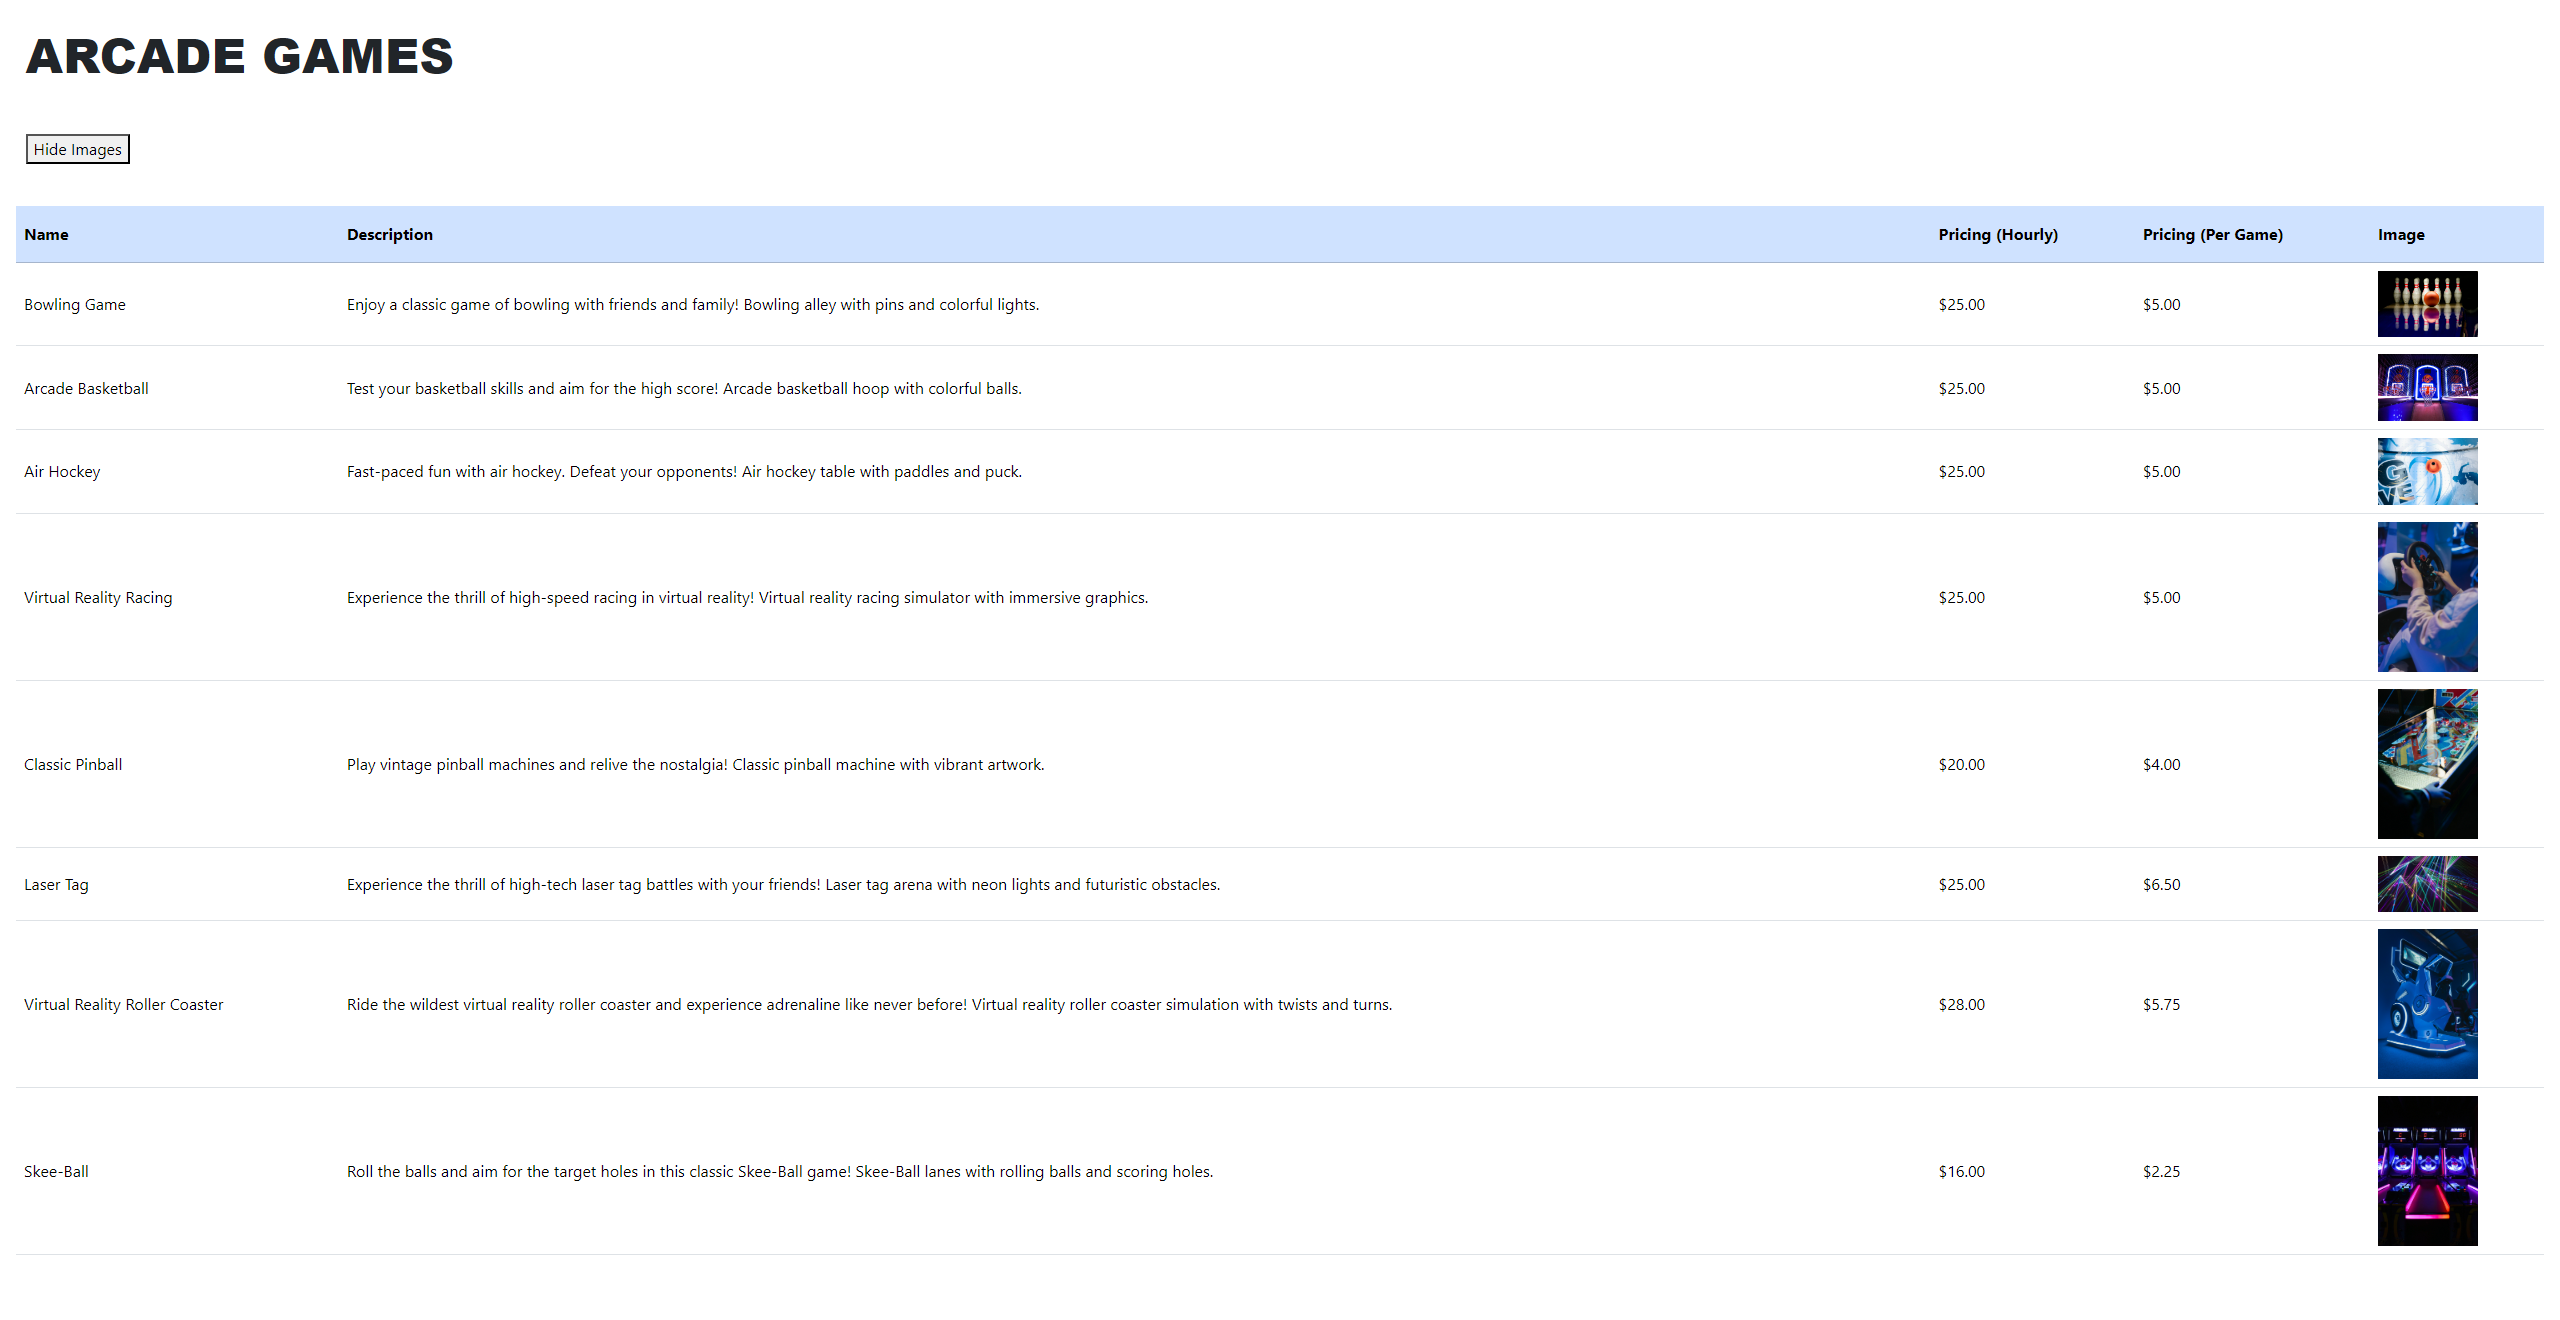 ARCADE GAMES
Hide Images
Name Description Pricing (Hourly) Pricing (Per Game) Image
Bowling Game Enjoy a classic game of bowling with friends and family! Bowling alley with pins and colorful lights. $25.00 $5.00
Arcade Basketball Test your basketball skills and aim for the high score! Arcade basketball hoop with colorful balls. $25.00 $5.00
Air Hockey Fast-paced fun with air hockey. Defeat your opponents! Air hockey table with paddles and puck. $25.00 $5.00
Virtual Reality Racing Experience the thrill of high-speed racing in virtual reality! Virtual reality racing simulator with immersive graphics. $25.00 $5.00
Classic Pinball Play vintage pinball machines and relive the nostalgia! Classic pinball machine with vibrant artwork. $20.00 $4.00
Laser Tag Experience the thrill of high-tech laser tag battles with your friends! Laser tag arena with neon lights and futuristic obstacles. $25.00 $6.50
Virtual Reality Roller Coaster Ride the wildest virtual reality roller coaster and experience adrenaline like never before! Virtual reality roller coaster simulation with twists and turns. $28.00 $5.75
Skee-Ball Roll the balls and aim for the target holes in this classic Skee-Ball game! Skee-Ball lanes with rolling balls and scoring holes. $16.00 $2.25